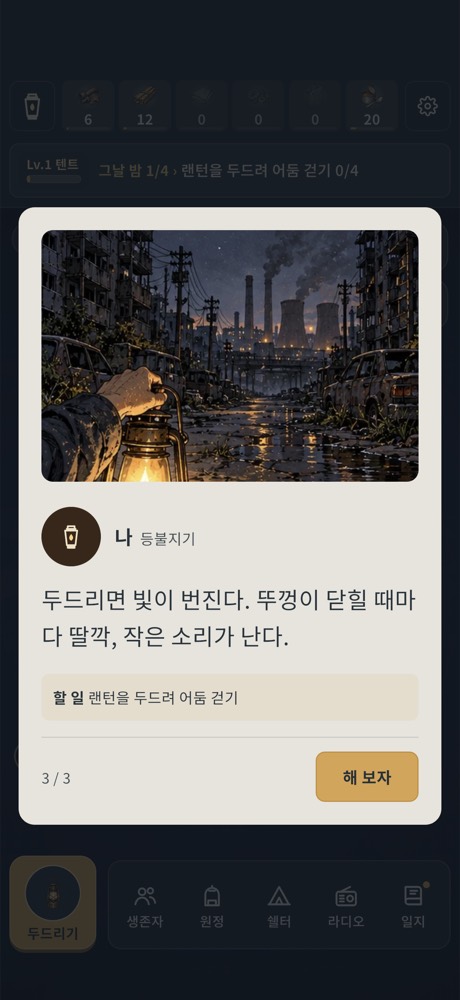 6 12 0 0 0 20
Lv.1 텐트
그날 밤 1/4 › 랜턴을 두드려 어둠 걷기 0/4
나 등불지기
두드리면 빛이 번진다. 뚜껑이 닫힐 때마
다 딸깍, 작은 소리가 난다.
할 일 랜턴을 두드려 어둠 걷기
3 / 3
해 보자
두드리기
생존자 원정 쉘터 라디오 일지